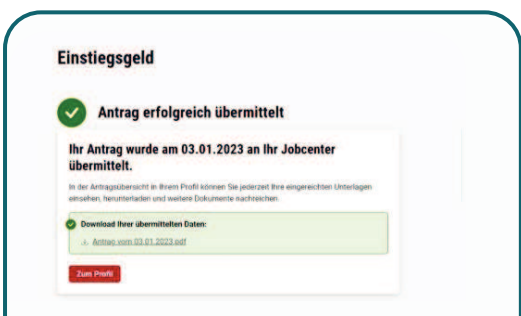 Einstiegsgeld
Antrag erfolgreich übermittelt
Ihr Antrag wurde am 03.01.2023 an Ihr Jobcenter
übermittelt.
In der Antragsübersicht in Ihrem Profil können Sie jederzeit Ihre eingereichten Unterlagen
einsehen, herunterladen und weitere Dokumente nachreichen.
Download Ihrer übermittelten Daten:
Antrag vom 03.01.2023.pdf
Zum Profil